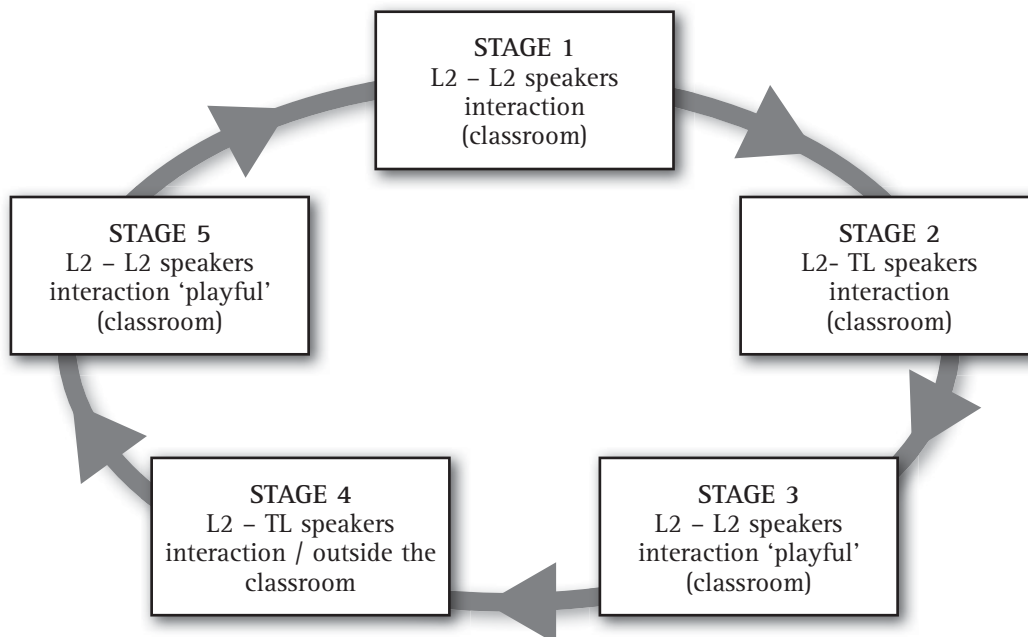 STAGE 1
L2 – L2 speakers
interaction
(classroom)
STAGE 2
L2- TL speakers
interaction
(classroom)
STAGE 3
L2 – L2 speakers
interaction ‘playful’
(classroom)
STAGE 4
L2 – TL speakers
interaction / outside the
classroom
STAGE 5
L2 – L2 speakers
interaction ‘playful’
(classroom)